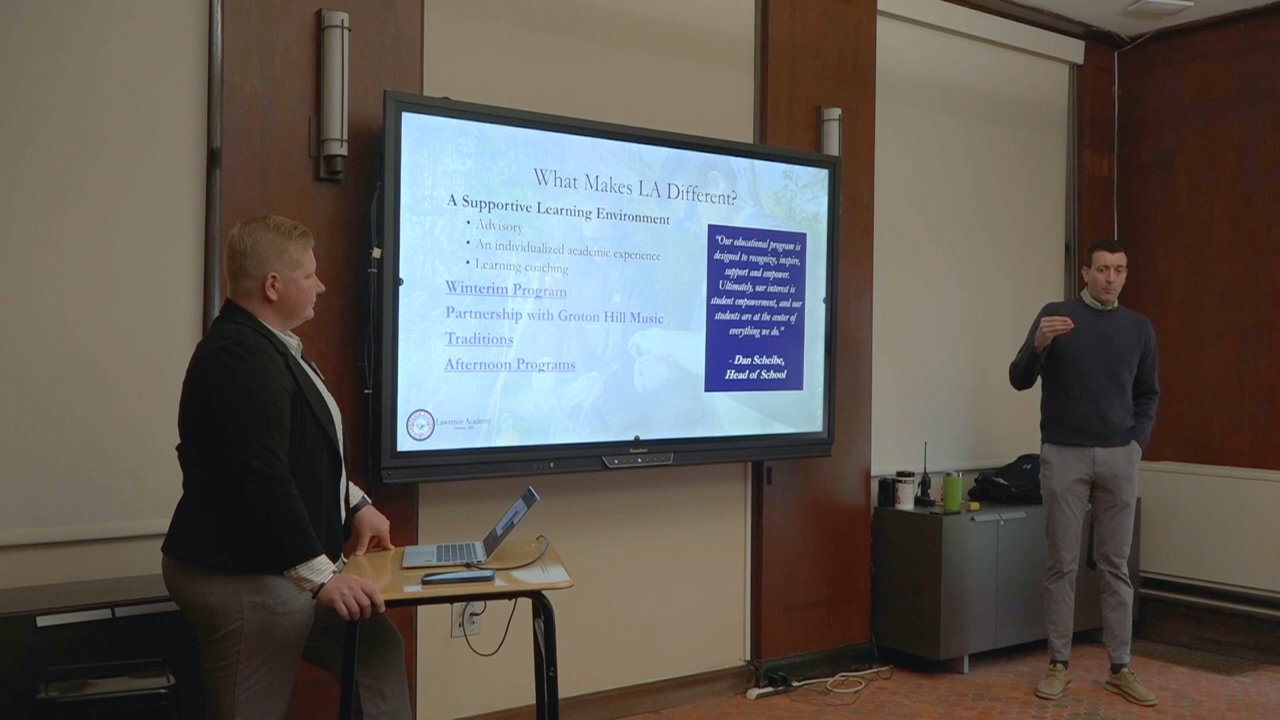 What Makes LA Different?
A Supportive Learning Environment
• Advisory
• An individualized academic experience
• Learning coaching
Winterim Program
Partnership with Groton Hill Music
Traditions
Afternoon Programs
"Our educational program is
designed to recognize, inspire,
support and empower.
Ultimately, our interest is
student empowerment, and our
students are at the center of
everything we do."
- Dan Scheibe,
Head of School
Lawrence Academy
Groton, MA